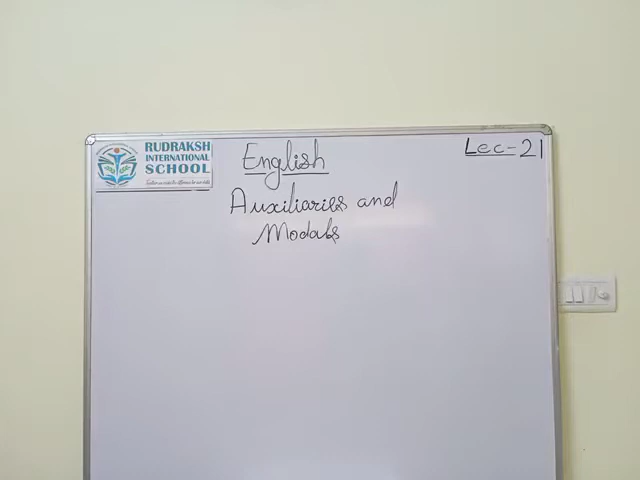 RUDRAKSH
INTERNATIONAL
SCHOOL
English
Lec-21
Auxiliaries and
Modals